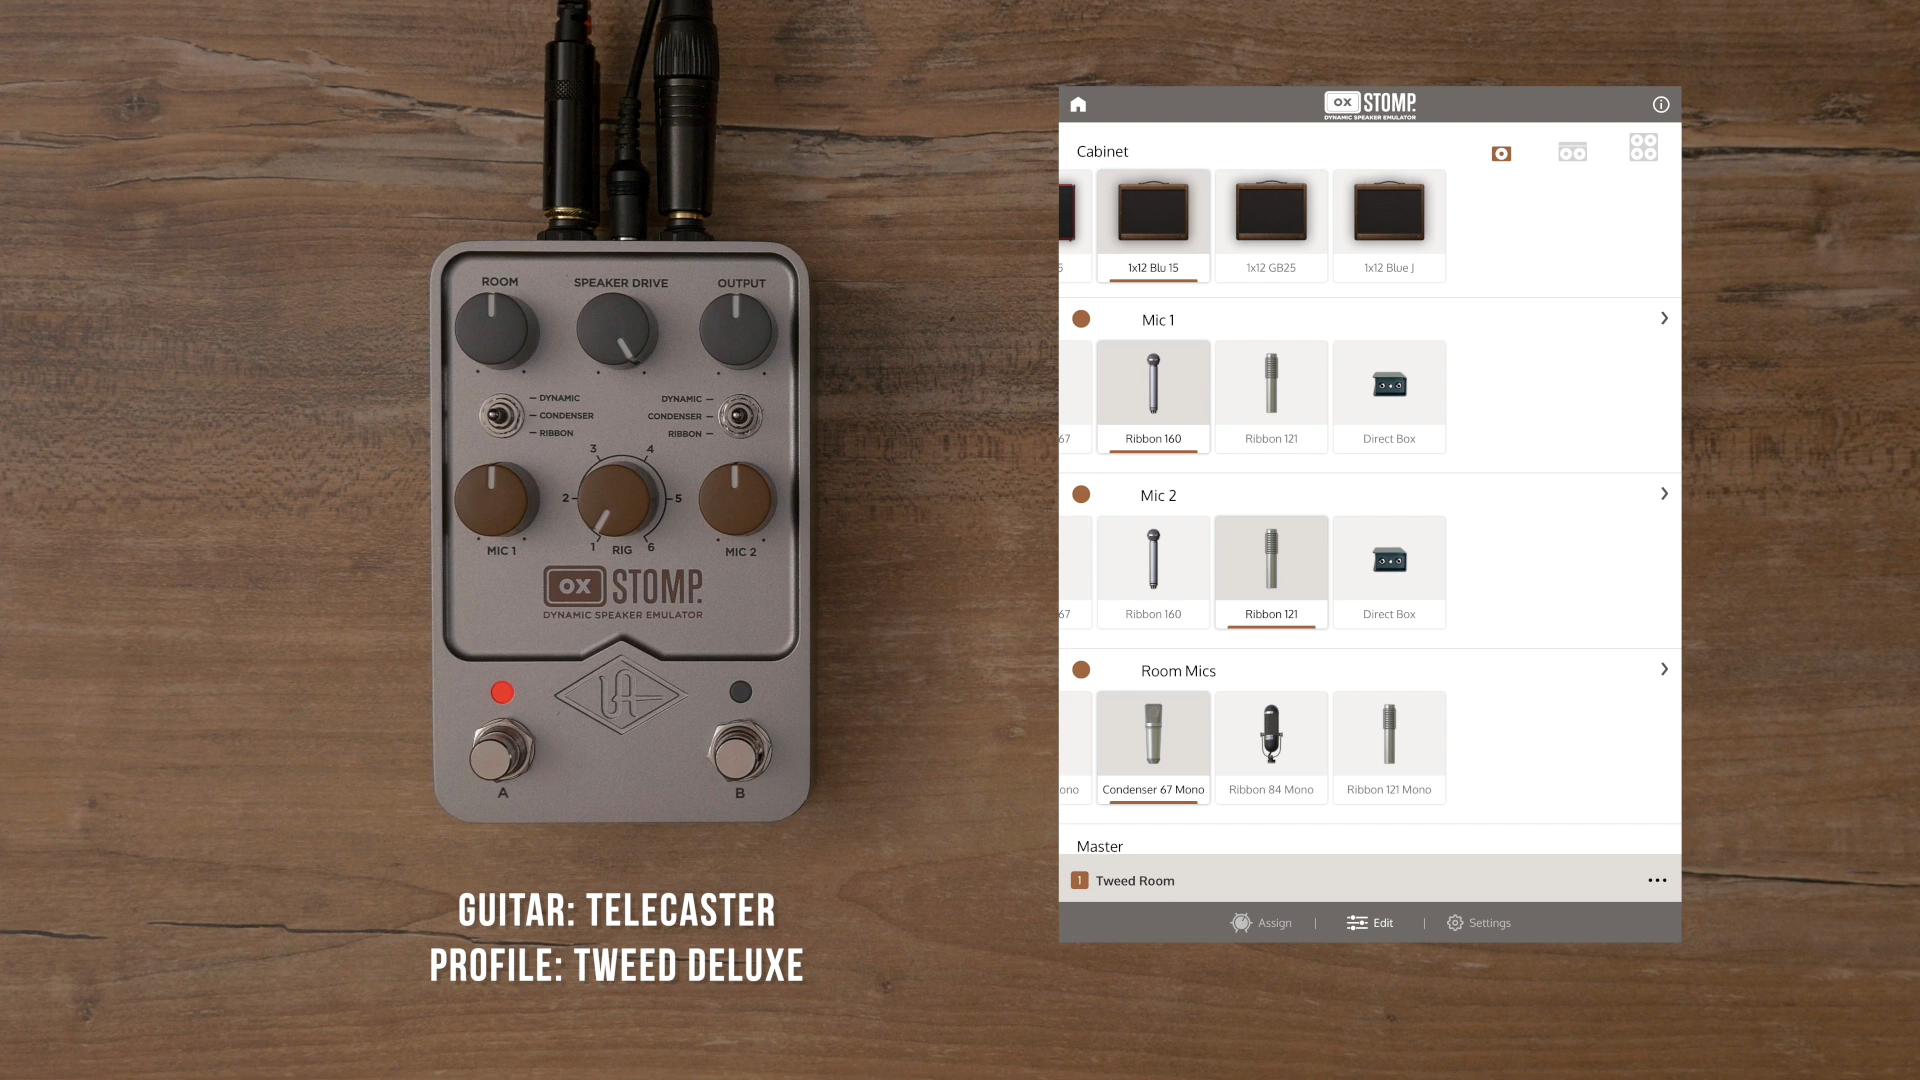 ROOM
SPEAKER DRIVE
OUTPUT
DYNAMIC
CONDENSER
RIBBON
DYNAMIC
CONDENSER
RIBBON
3 4
2 5
1 6
MIC 1
RIG
MIC 2
OX STOMP.
DYNAMIC SPEAKER EMULATOR
UA
A
B
GUITAR: TELECASTER
PROFILE: TWEED DELUXE
OX STOMP.
DYNAMIC SPEAKER EMULATOR
Cabinet
1x12 Blu 15
1x12 GB25
1x12 Blue J
Mic 1
67
Ribbon 160
Ribbon 121
Direct Box
Mic 2
67
Ribbon 160
Ribbon 121
Direct Box
Room Mics
ono
Condenser 67 Mono
Ribbon 84 Mono
Ribbon 121 Mono
Master
1 Tweed Room
Assign
Edit
Settings